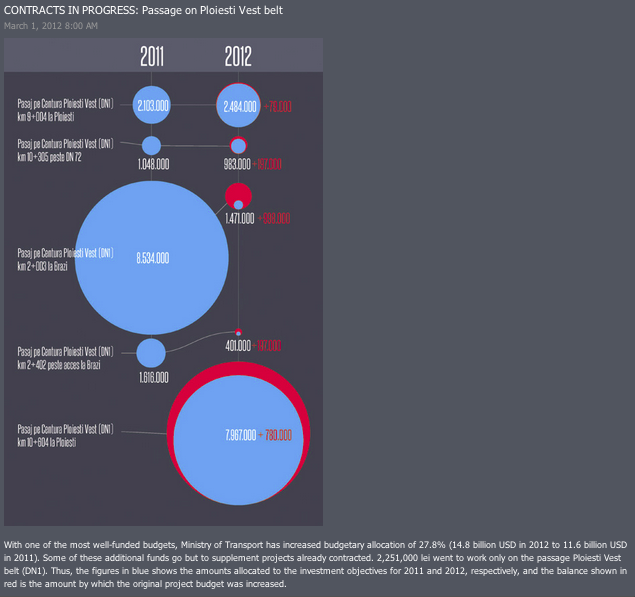 CONTRACTS IN PROGRESS: Passage on Ploiesti Vest belt
March 1, 2012 8:00 AM
2011 2012
Pasaj pe Centura Ploiesti Vest (DN1)
km 8+004 la Ploiesti
2.103.000 2.484.000
Pasaj pe Centura Ploiesti Vest (DN1)
km 10+305 peste DN 72
1.048.000 983.000
1.471.000
Pasaj pe Centura Ploiesti Vest (DN1)
km 2+003 la Brazi
8.534.000
401.000
Pasaj pe Centura Ploiesti Vest (DN1)
km 2+402 peste acces la Brazi
1.616.000
Pasaj pe Centura Ploiesti Vest (DN1)
km 10+604 la Ploiesti
7.967.000 + 780.000
With one of the most well-funded budgets, Ministry of Transport has increased budgetary allocation of 27.8% (14.8 billion USD in 2012 to 11.6 billion USD
in 2011). Some of these additional funds go but to supplement projects already contracted. 2,251,000 lei went to work only on the passage Ploiesti Vest
belt (DN1). Thus, the figures in blue shows the amounts allocated to the investment objectives for 2011 and 2012, respectively, and the balance shown in
red is the amount by which the original project budget was increased.